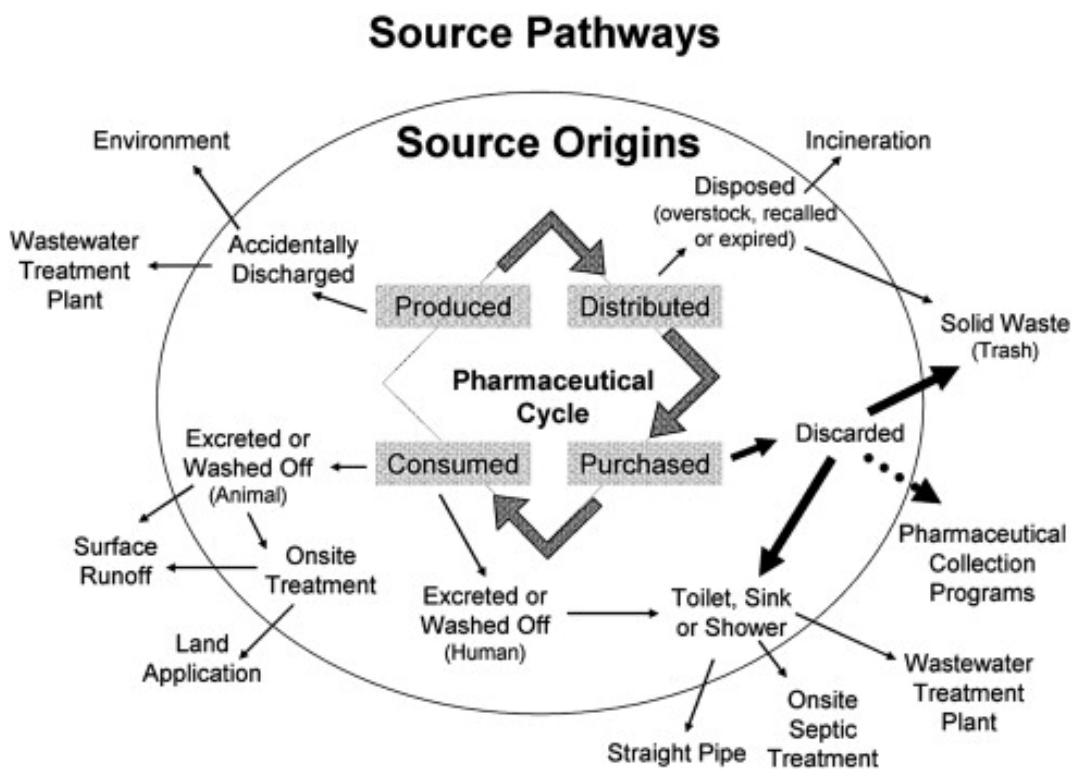 Source Pathways
Source Origins
Environment
Incineration
Disposed
(overstock, recalled
or expired)
Wastewater
Treatment
Plant
Accidentally
Discharged
Produced
Distributed
Solid Waste
(Trash)
Pharmaceutical
Cycle
Discarded
Excreted or
Washed Off
(Animal)
Consumed
Purchased
Pharmaceutical
Collection
Programs
Surface
Runoff
Onsite
Treatment
Excreted or
Washed Off
(Human)
Toilet, Sink
or Shower
Land
Application
Wastewater
Treatment
Plant
Onsite
Septic
Treatment
Straight Pipe